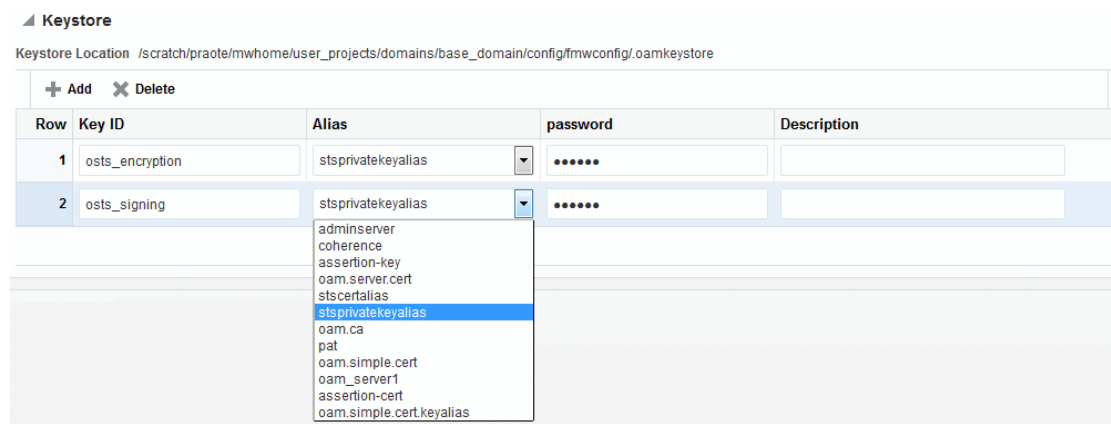 Keystore
Keystore Location /scratch/praote/mwhome/user_projects/domains/base_domain/config/fmwconfig/.oamkeystore
Add Delete
Row Key ID Alias password Description
1 osts_encryption stsprivatekeyalias ••••••
2 osts_signing stsprivatekeyalias ••••••
adminserver
coherence
assertion-key
oam.server.cert
stscertalias
stsprivatekeyalias
oam.ca
pat
oam.simple.cert
oam_server1
assertion-cert
oam.simple.cert.keyalias